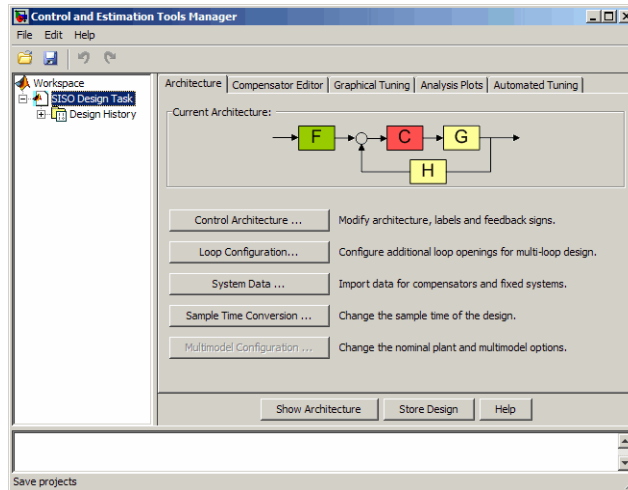 Control and Estimation Tools Manager
File Edit Help
Workspace
SISO Design Task
Design History
Architecture Compensator Editor Graphical Tuning Analysis Plots Automated Tuning
Current Architecture:
F C G
H
Control Architecture ... Modify architecture, labels and feedback signs.
Loop Configuration... Configure additional loop openings for multi-loop design.
System Data ... Import data for compensators and fixed systems.
Sample Time Conversion ... Change the sample time of the design.
Multimodel Configuration ... Change the nominal plant and multimodel options.
Show Architecture Store Design Help
Save projects